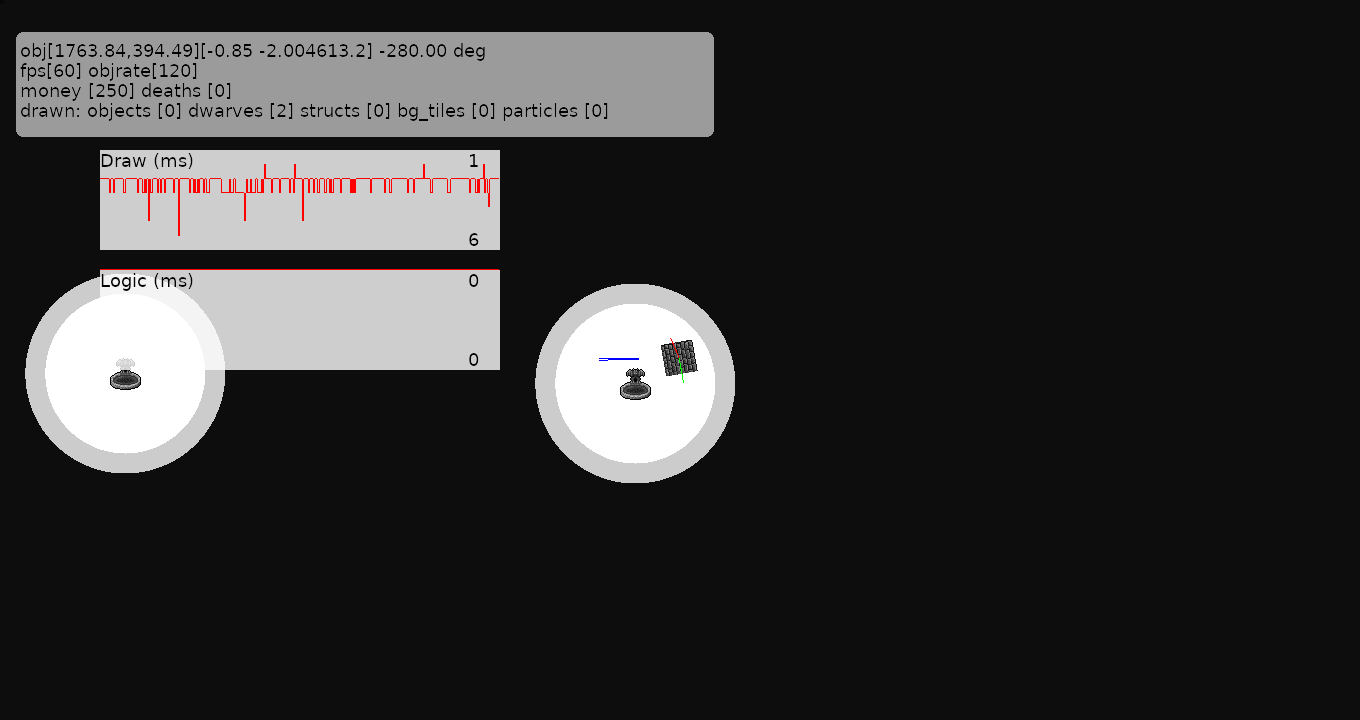 obj[1763.84,394.49][-0.85 -2.004613.2] -280.00 deg
fps[60] objrate[120]
money [250] deaths [0]
drawn: objects [0] dwarves [2] structs [0] bg_tiles [0] particles [0]
Draw (ms) 1
6
Logic (ms) 0
0